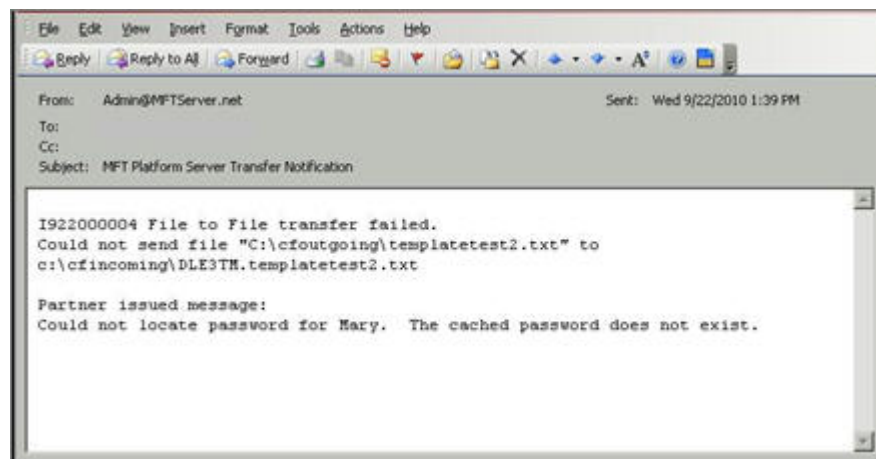 File Edit View Insert Format Tools Actions Help
Reply Reply to All Forward
From: Admin@MFTServer.net Sent: Wed 9/22/2010 1:39 PM
To:
Cc:
Subject: MFT Platform Server Transfer Notification
I922000004 File to File transfer failed.
Could not send file "C:\cfoutgoing\templatetest2.txt" to
c:\cfincoming\DLE3TM.templatetest2.txt
Partner issued message:
Could not locate password for Mary. The cached password does not exist.